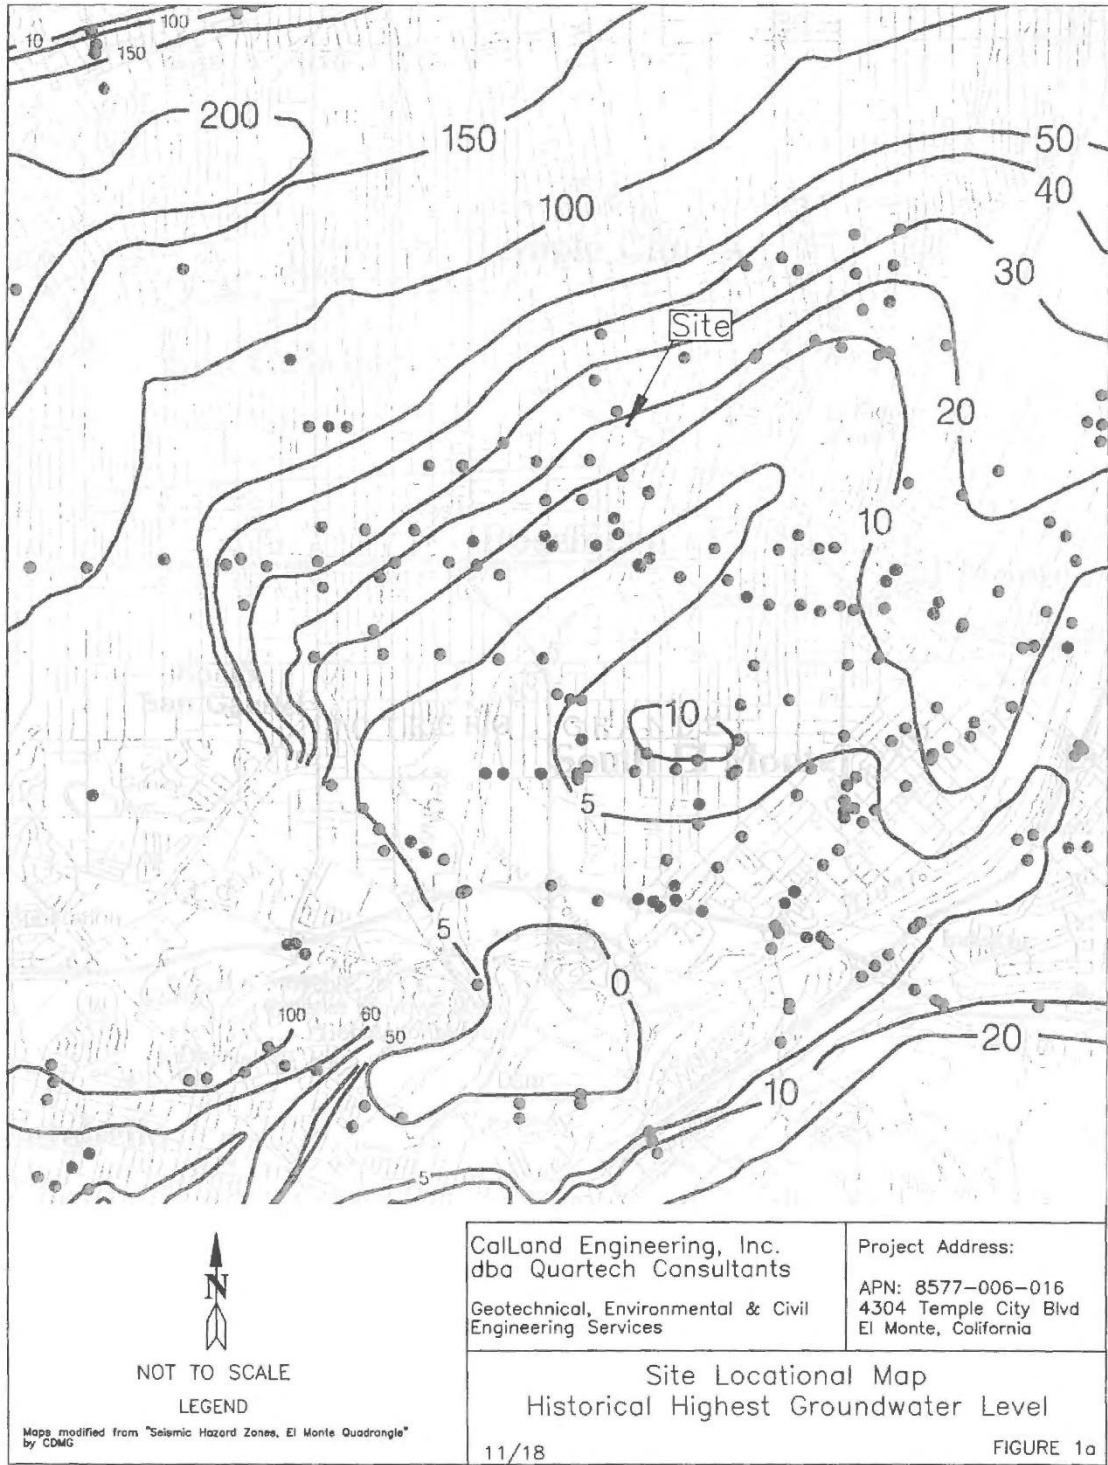 100
10
150
200
150
50
100
40
30
Site
20
10
10
5
5
0
100
60
50
20
10
5
N
NOT TO SCALE
LEGEND
Maps modified from "Seismic Hazard Zones, El Monte Quadrangle"
by CDMG
CalLand Engineering, Inc.
dba Quartech Consultants
Geotechnical, Environmental & Civil
Engineering Services
Project Address:
APN: 8577-006-016
4304 Temple City Blvd
El Monte, California
Site Locational Map
Historical Highest Groundwater Level
11/18
FIGURE 1a